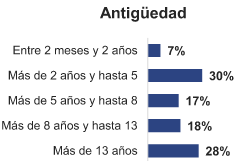 Antigüedad
Entre 2 meses y 2 años 7%
Más de 2 años y hasta 5 30%
Más de 5 años y hasta 8 17%
Más de 8 años y hasta 13 18%
Más de 13 años 28%